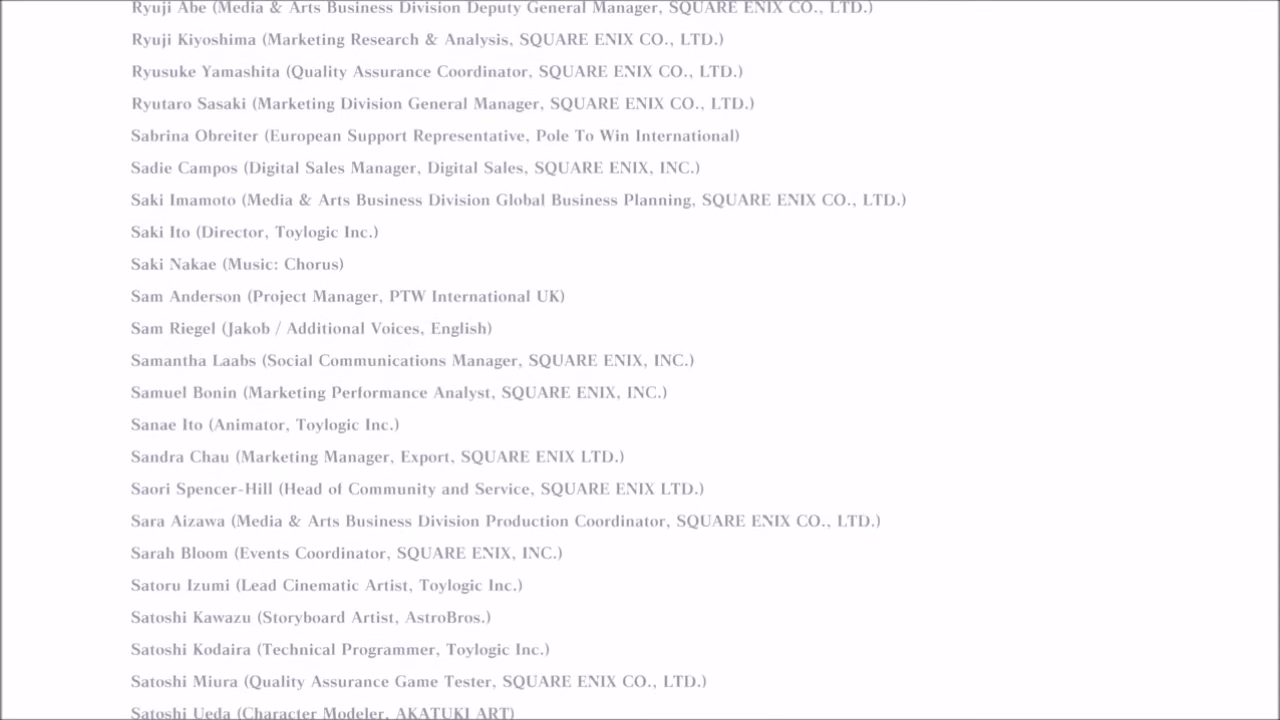 Ryuji Abe (Media & Arts Business Division Deputy General Manager, SQUARE ENIX CO., LTD.)
Ryuji Kiyoshima (Marketing Research & Analysis, SQUARE ENIX CO., LTD.)
Ryusuke Yamashita (Quality Assurance Coordinator, SQUARE ENIX CO., LTD.)
Ryutaro Sasaki (Marketing Division General Manager, SQUARE ENIX CO., LTD.)
Sabrina Obreiter (European Support Representative, Pole To Win International)
Sadie Campos (Digital Sales Manager, Digital Sales, SQUARE ENIX, INC.)
Saki Imamoto (Media & Arts Business Division Global Business Planning, SQUARE ENIX CO., LTD.)
Saki Ito (Director, Toylogic Inc.)
Saki Nakae (Music: Chorus)
Sam Anderson (Project Manager, PTW International UK)
Sam Riegel (Jakob / Additional Voices, English)
Samantha Laabs (Social Communications Manager, SQUARE ENIX, INC.)
Samuel Bonin (Marketing Performance Analyst, SQUARE ENIX, INC.)
Sanae Ito (Animator, Toylogic Inc.)
Sandra Chau (Marketing Manager, Export, SQUARE ENIX LTD.)
Saori Spencer-Hill (Head of Community and Service, SQUARE ENIX LTD.)
Sara Aizawa (Media & Arts Business Division Production Coordinator, SQUARE ENIX CO., LTD.)
Sarah Bloom (Events Coordinator, SQUARE ENIX, INC.)
Satoru Izumi (Lead Cinematic Artist, Toylogic Inc.)
Satoshi Kawazu (Storyboard Artist, AstroBros.)
Satoshi Kodaira (Technical Programmer, Toylogic Inc.)
Satoshi Miura (Quality Assurance Game Tester, SQUARE ENIX CO., LTD.)
Satoshi Ueda (Character Modeler, AKATUKI ART)